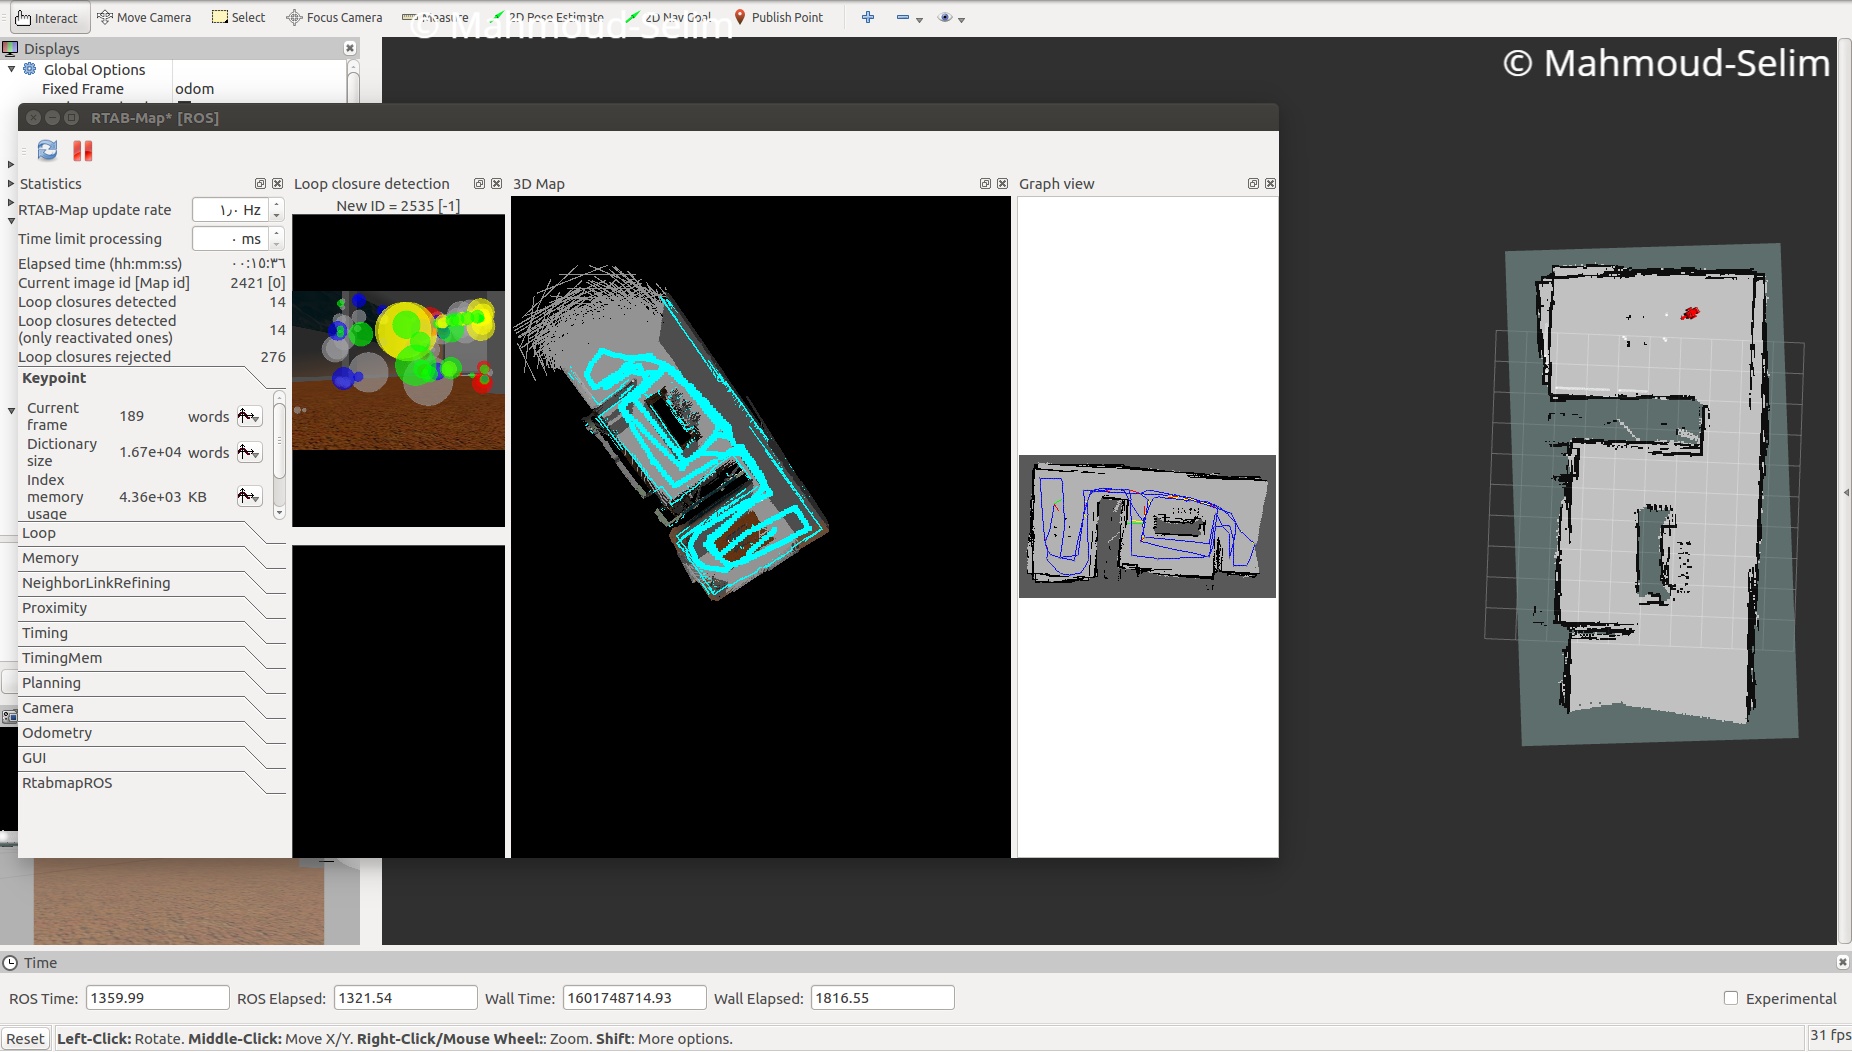 Interact Move Camera Select Focus Camera Measure 2D Pose Estimate 2D Nav Goal Publish Point
© Mahmoud-Selim
© Mahmoud-Selim
Displays
Global Options
Fixed Frame odom
RTAB-Map* [ROS]
Statistics
RTAB-Map update rate ١٫٠ Hz
Time limit processing ٠ ms
Elapsed time (hh:mm:ss) ٠٠:١٥:٣٦
Current image id [Map id] 2421 [0]
Loop closures detected 14
Loop closures detected
(only reactivated ones) 14
Loop closures rejected 276
Keypoint
Current
frame 189 words
Dictionary
size 1.67e+04 words
Index
memory
usage 4.36e+03 KB
Loop
Memory
NeighborLinkRefining
Proximity
Timing
TimingMem
Planning
Camera
Odometry
GUI
RtabmapROS
Loop closure detection
New ID = 2535 [-1]
3D Map
Graph view
Time
ROS Time: 1359.99 ROS Elapsed: 1321.54 Wall Time: 1601748714.93 Wall Elapsed: 1816.55 Experimental
Reset Left-Click: Rotate. Middle-Click: Move X/Y. Right-Click/Mouse Wheel:: Zoom. Shift: More options. 31 fps